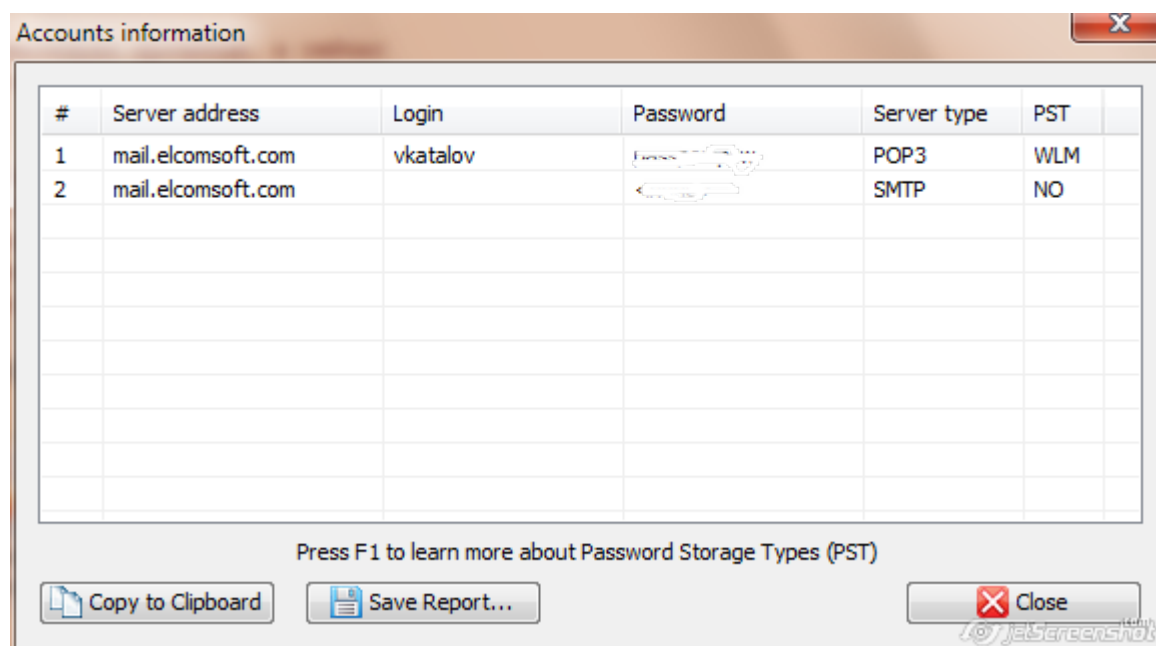 Accounts information
# Server address Login Password Server type PST
1 mail.elcomsoft.com vkatalov POP3 WLM
2 mail.elcomsoft.com SMTP NO
Press F1 to learn more about Password Storage Types (PST)
Copy to Clipboard Save Report... Close
jetScreenshot.com